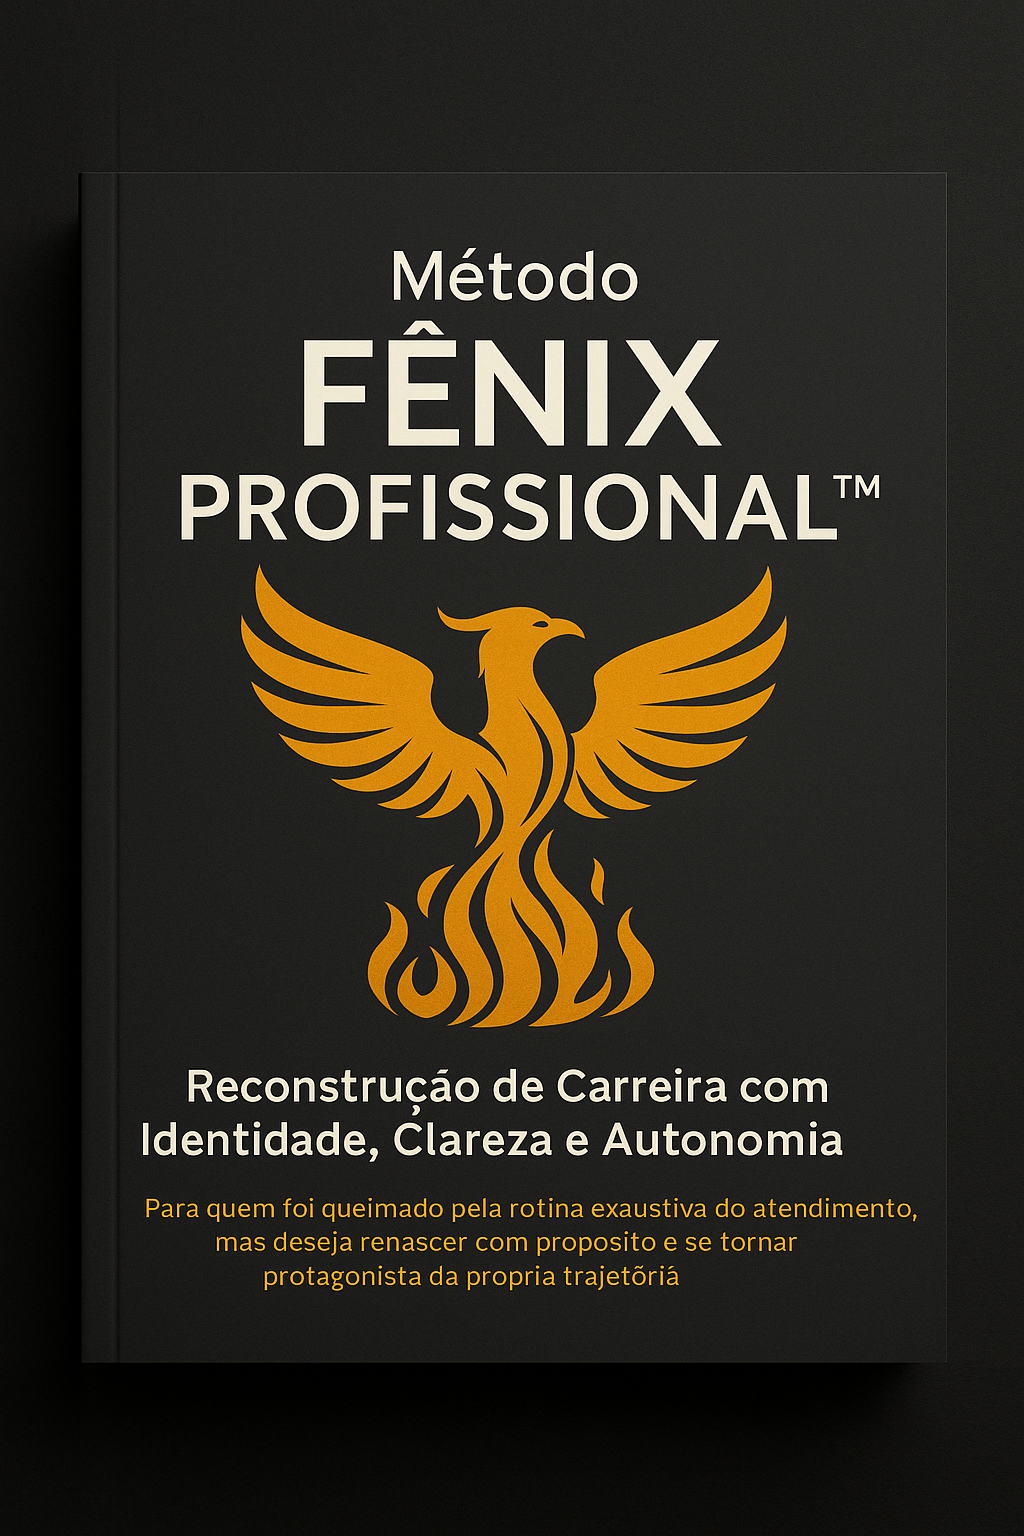 Método
FÊNIX
PROFISSIONAL™
Reconstruçáo de Carreira com
Identidade, Clareza e Autonomia
Para quem foi queimado pela rotina exaustiva do atendimento,
mas deseja renascer com proposito e se tornar
protagonista da propria trajetõriá